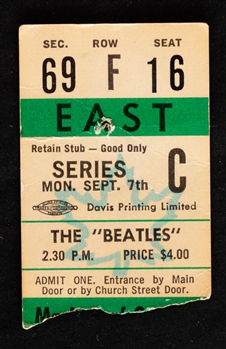 SEC. ROW SEAT
69 F 16
EAST
Retain Stub — Good Only
SERIES C
MON. SEPT. 7th
Davis Printing Limited
THE "BEATLES"
2.30 P.M. PRICE $4.00
ADMIT ONE. Entrance by Main
Door or by Church Street Door.